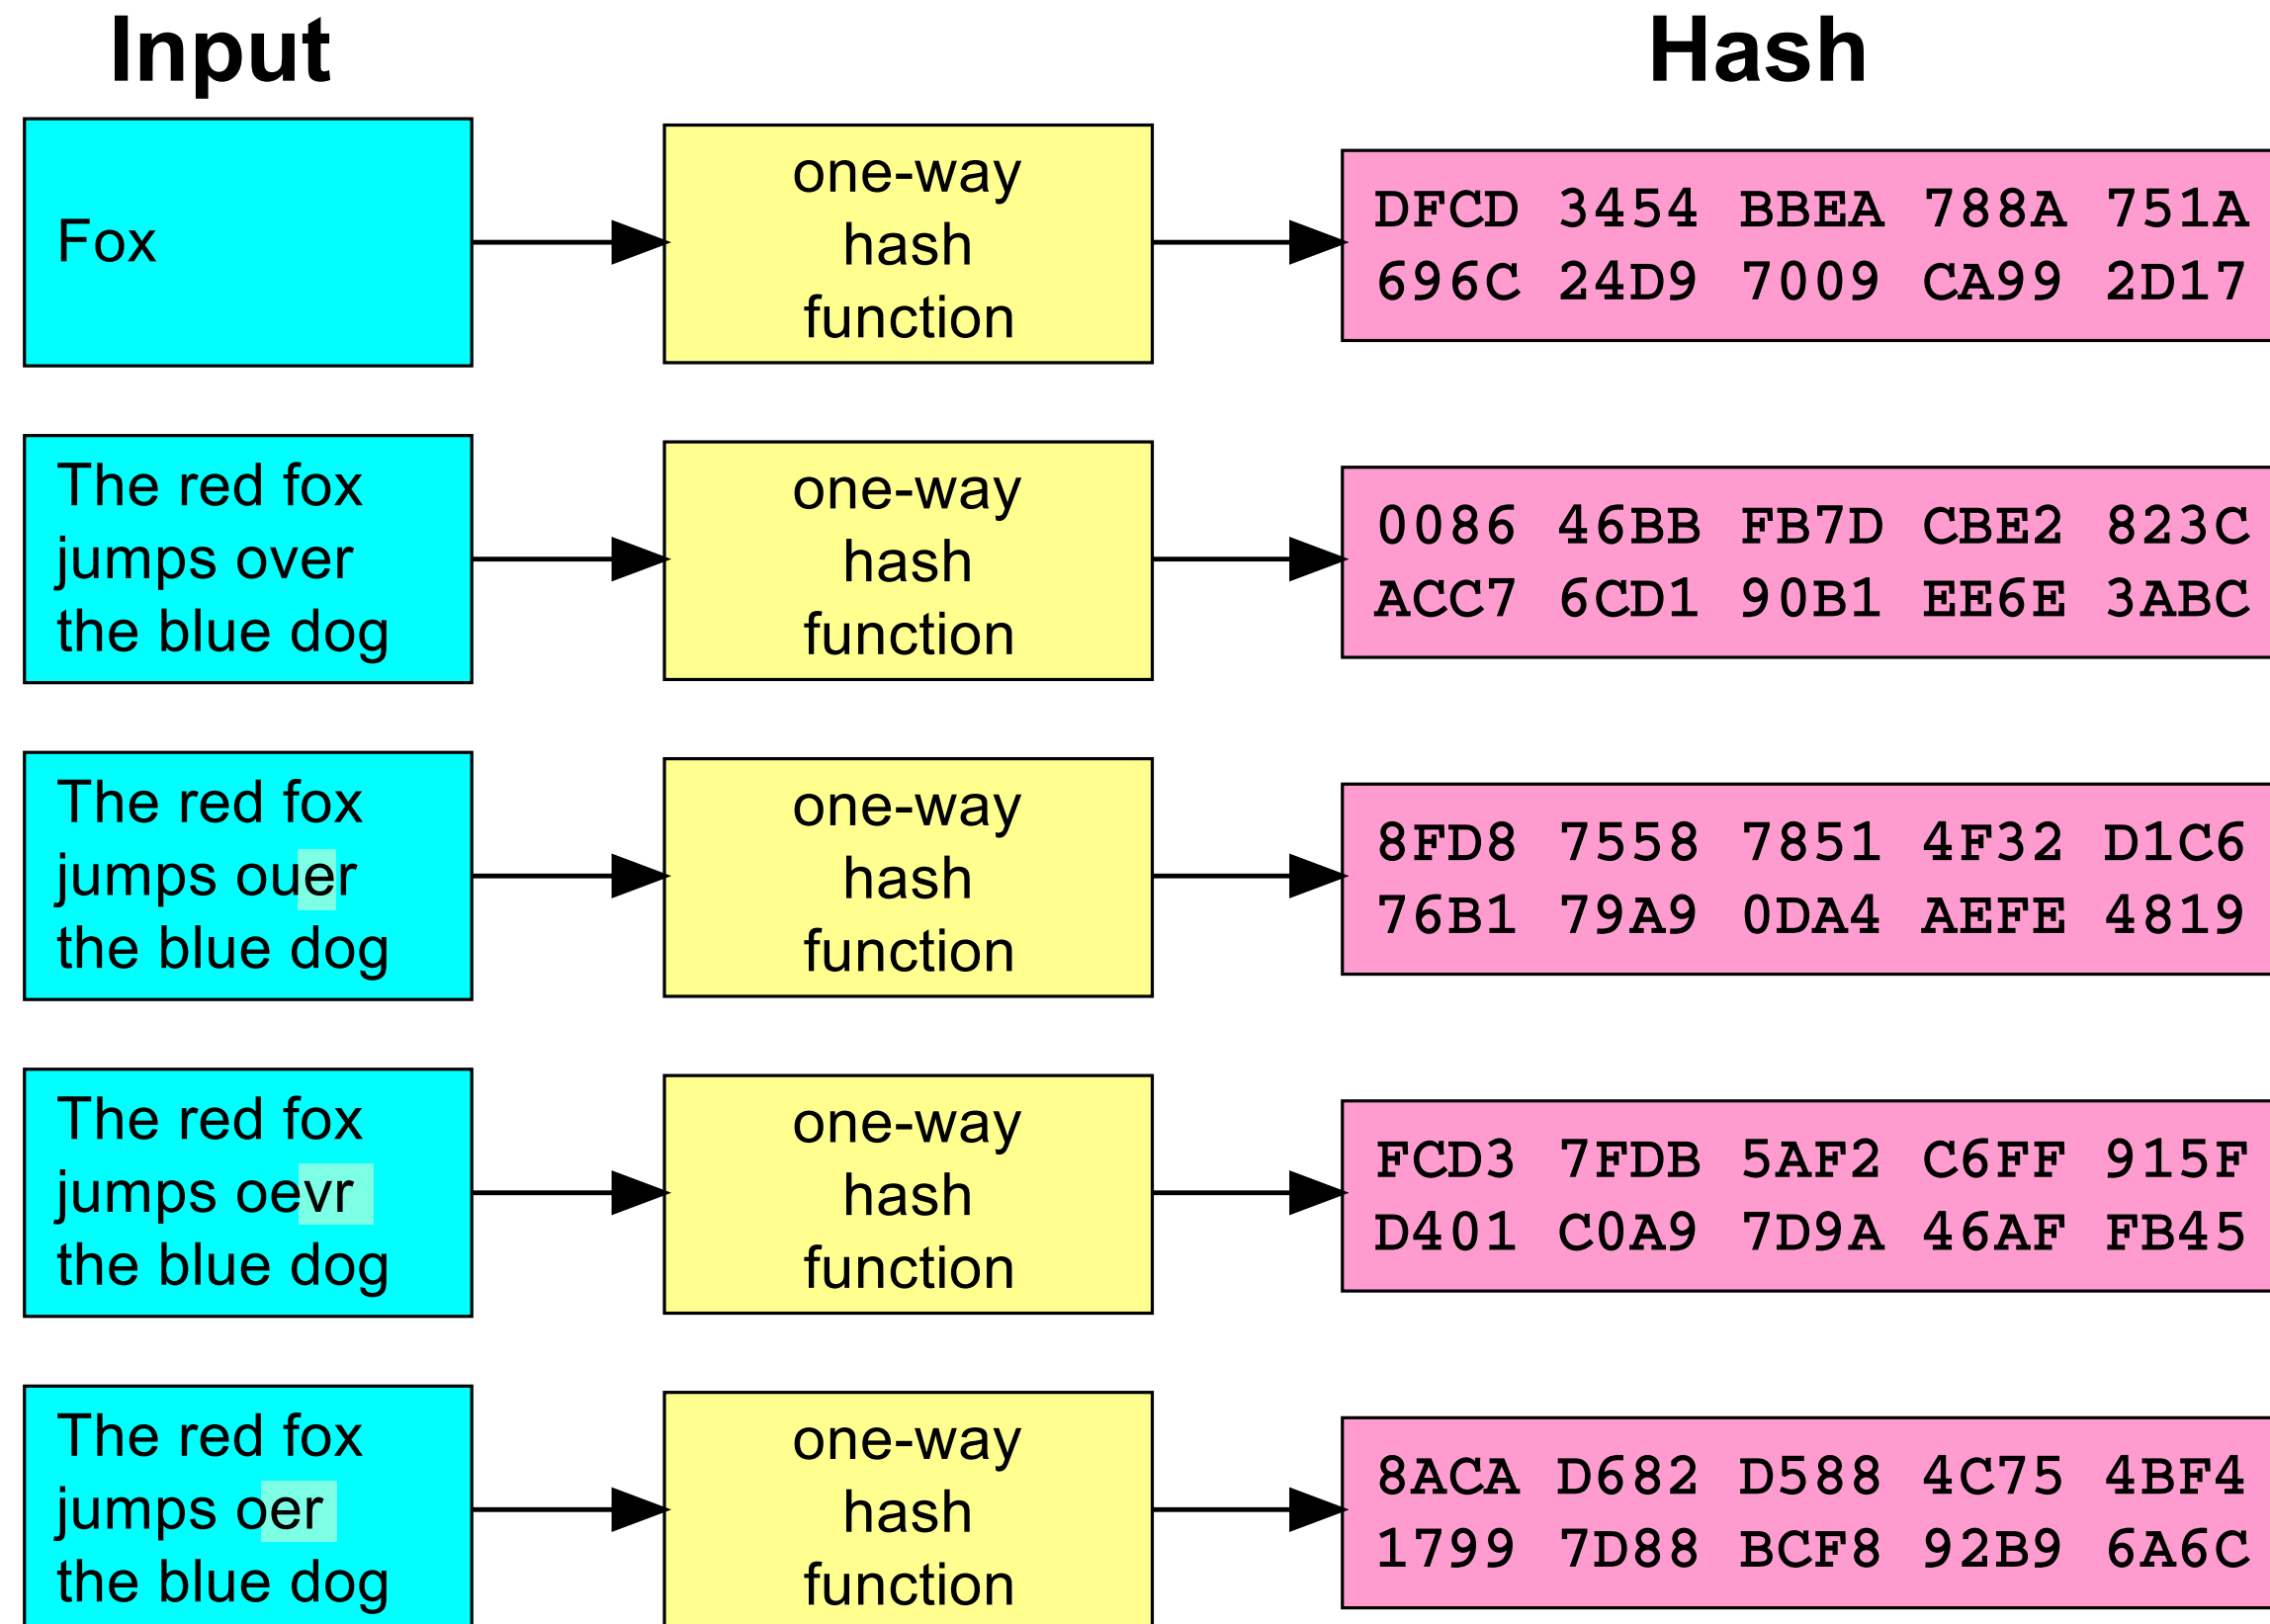 Input
Hash
Fox
one-way
hash
function
DFCD 3454 BBEA 788A 751A
696C 24D9 7009 CA99 2D17
The red fox
jumps over
the blue dog
one-way
hash
function
0086 46BB FB7D CBE2 823C
ACC7 6CD1 90B1 EE6E 3ABC
The red fox
jumps ouer
the blue dog
one-way
hash
function
8FD8 7558 7851 4F32 D1C6
76B1 79A9 0DA4 AEFE 4819
The red fox
jumps oevr
the blue dog
one-way
hash
function
FCD3 7FDB 5AF2 C6FF 915F
D401 C0A9 7D9A 46AF FB45
The red fox
jumps oer
the blue dog
one-way
hash
function
8ACA D682 D588 4C75 4BF4
1799 7D88 BCF8 92B9 6A6C